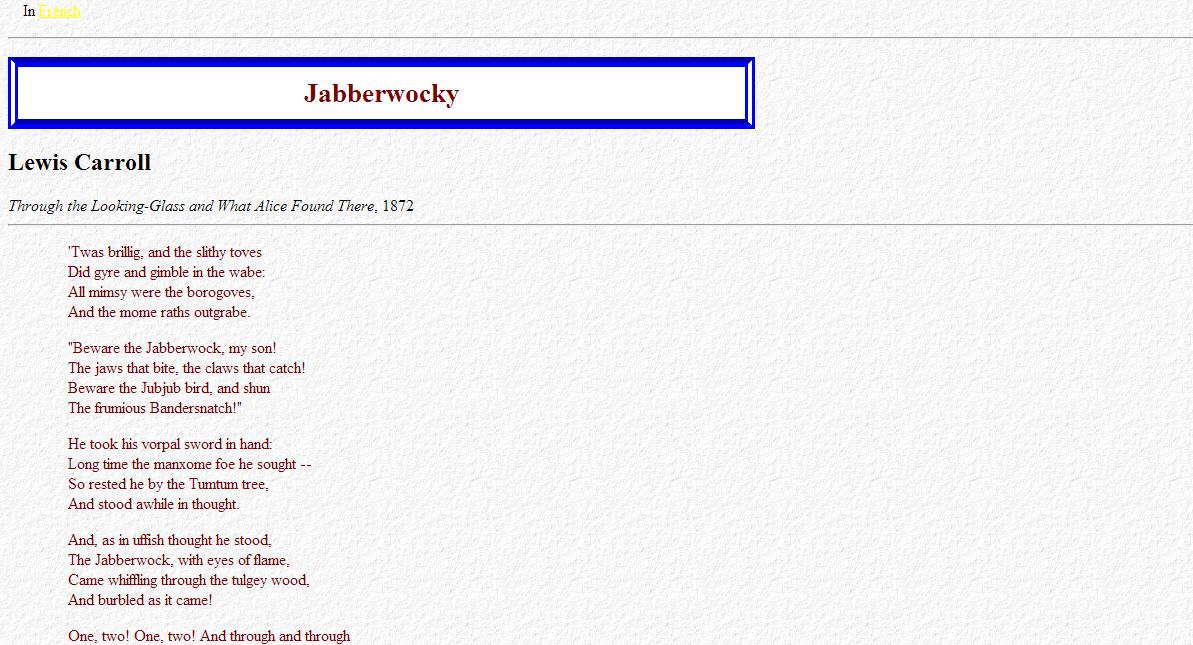 In French
Jabberwocky
Lewis Carroll
Through the Looking-Glass and What Alice Found There, 1872
'Twas brillig, and the slithy toves
Did gyre and gimble in the wabe:
All mimsy were the borogoves,
And the mome raths outgrabe.
"Beware the Jabberwock, my son!
The jaws that bite, the claws that catch!
Beware the Jubjub bird, and shun
The frumious Bandersnatch!"
He took his vorpal sword in hand:
Long time the manxome foe he sought --
So rested he by the Tumtum tree,
And stood awhile in thought.
And, as in uffish thought he stood,
The Jabberwock, with eyes of flame,
Came whiffling through the tulgey wood,
And burbled as it came!
One, two! One, two! And through and through